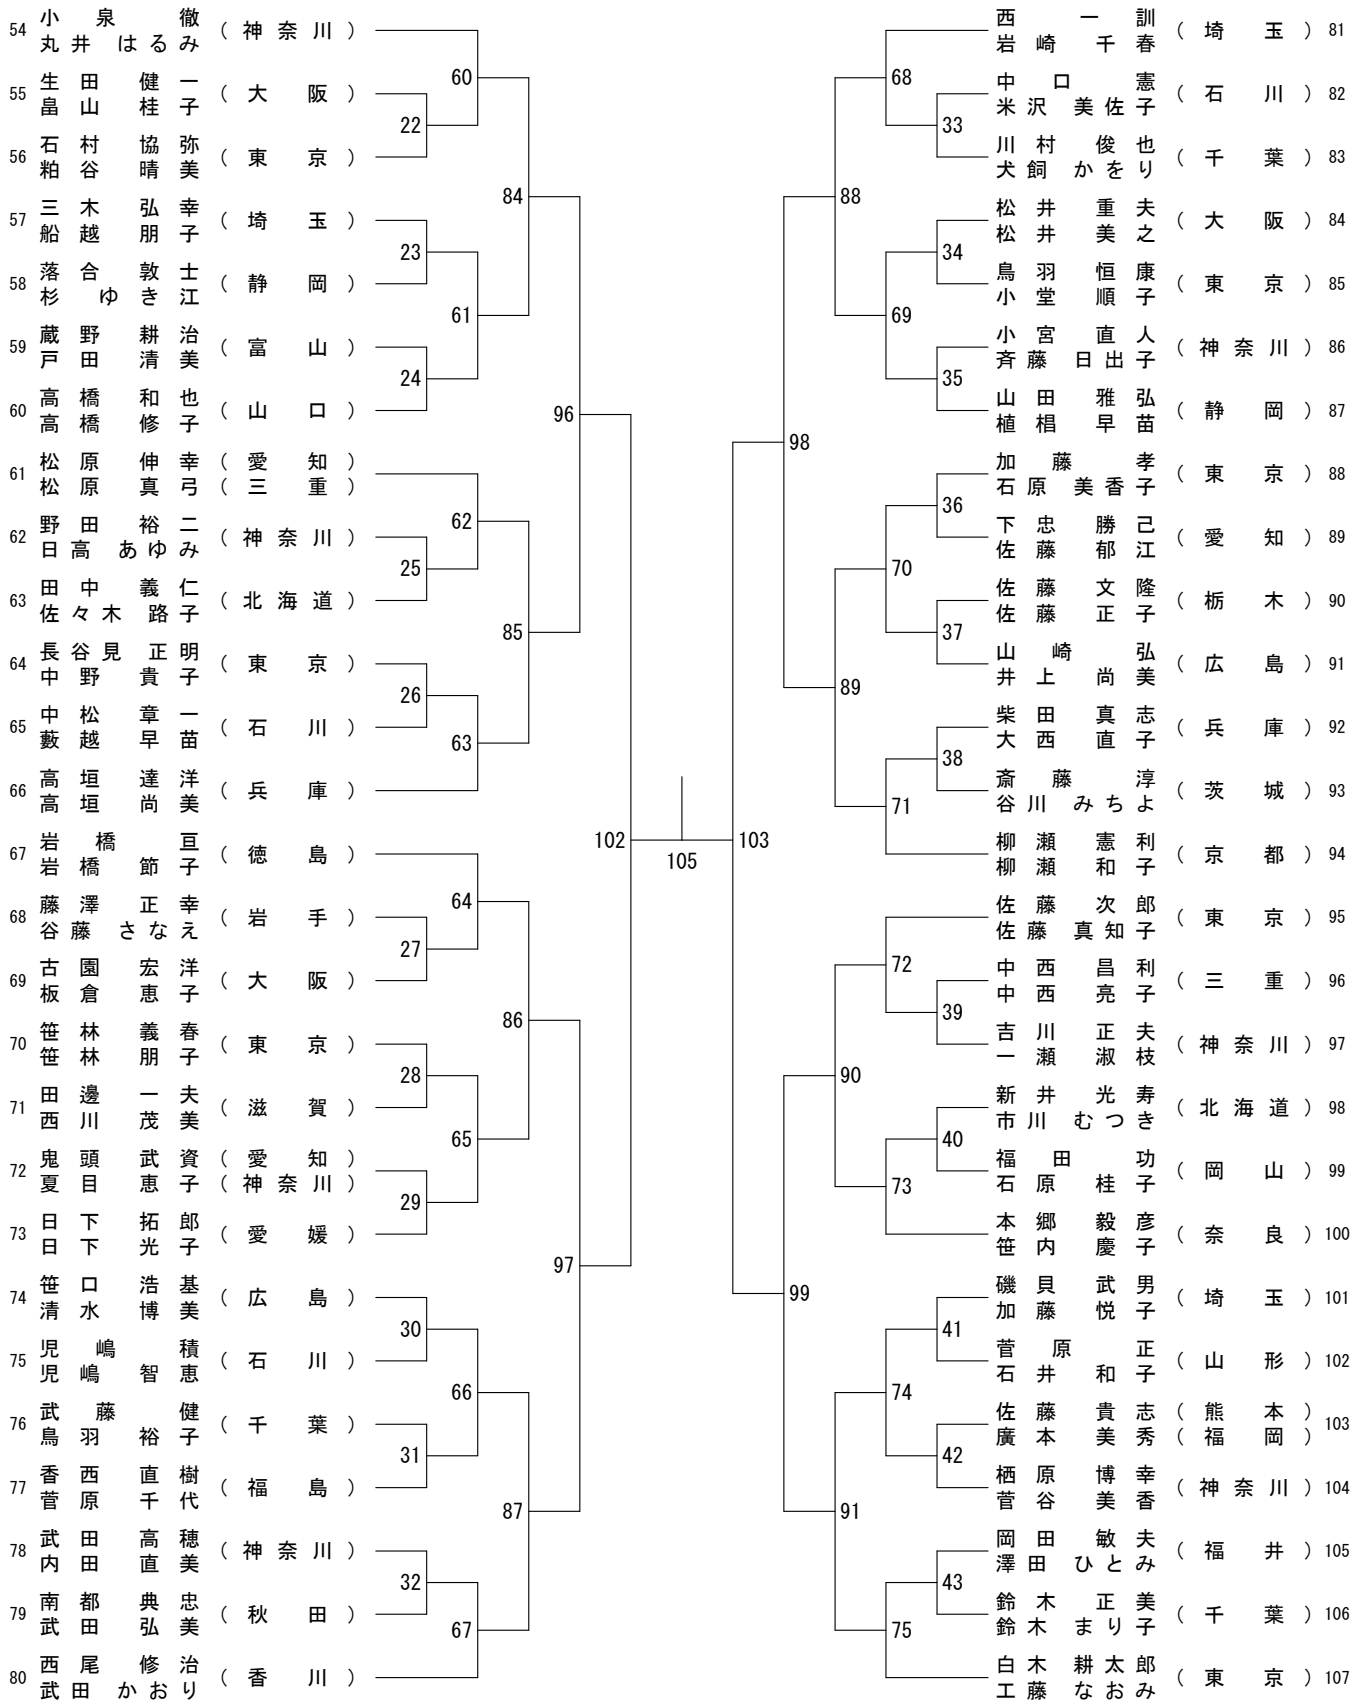 54 小泉徹 丸井はるみ (神奈川)
55 生田健一 畠山桂子 (大阪)
56 石村協弥 粕谷晴美 (東京)
57 三木弘幸 船越朋子 (埼玉)
58 落合敦士 杉ゆき江 (静岡)
59 蔵野耕治 戸田清美 (富山)
60 高橋和也 高橋修子 (山口)
61 松原伸幸 (愛知) 松原真弓 (三重)
62 野田裕二 日高あゆみ (神奈川)
63 田中義仁 佐々木路子 (北海道)
64 長谷見正明 中野貴子 (東京)
65 中松章一 藪越早苗 (石川)
66 高垣達洋 高垣尚美 (兵庫)
67 岩橋亘 岩橋節子 (徳島)
68 藤澤正幸 谷藤さなえ (岩手)
69 古園宏洋 板倉恵子 (大阪)
70 笹林義春 笹林朋子 (東京)
71 田邊一夫 西川茂美 (滋賀)
72 鬼頭武資 (愛知) 夏目恵子 (神奈川)
73 日下拓郎 日下光子 (愛媛)
74 笹口浩基 清水博美 (広島)
75 児嶋積 児嶋智恵 (石川)
76 武藤健 鳥羽裕子 (千葉)
77 香西直樹 菅原千代 (福島)
78 武田高穂 内田直美 (神奈川)
79 南都典忠 武田弘美 (秋田)
80 西尾修治 武田かおり (香川)
22
23
24
25
26
27
28
29
30
31
32
60
61
62
63
64
65
66
67
84
85
86
87
96
97
102
105
103
98
99
88
89
90
91
68
69
70
71
72
73
74
75
33
34
35
36
37
38
39
40
41
42
43
西一訓 岩崎千春 (埼玉) 81
中口憲 米沢美佐子 (石川) 82
川村俊也 犬飼かをり (千葉) 83
松井重夫 松井美之 (大阪) 84
鳥羽恒康 小堂順子 (東京) 85
小宮直人 斉藤日出子 (神奈川) 86
山田雅弘 植椙早苗 (静岡) 87
加藤孝 石原美香子 (東京) 88
下忠勝己 佐藤郁江 (愛知) 89
佐藤文隆 佐藤正子 (栃木) 90
山崎弘 井上尚美 (広島) 91
柴田真志 大西直子 (兵庫) 92
斎藤淳 谷川みちよ (茨城) 93
柳瀬憲利 柳瀬和子 (京都) 94
佐藤次郎 佐藤真知子 (東京) 95
中西昌利 中西亮子 (三重) 96
吉川正夫 一瀬淑枝 (神奈川) 97
新井光寿 市川むつき (北海道) 98
福田功 石原桂子 (岡山) 99
本郷毅彦 笹内慶子 (奈良) 100
磯貝武男 加藤悦子 (埼玉) 101
菅原正 石井和子 (山形) 102
佐藤貴志 (熊本) 廣本美秀 (福岡) 103
栖原博幸 菅谷美香 (神奈川) 104
岡田敏夫 澤田ひとみ (福井) 105
鈴木正美 鈴木まり子 (千葉) 106
白木耕太郎 工藤なおみ (東京) 107